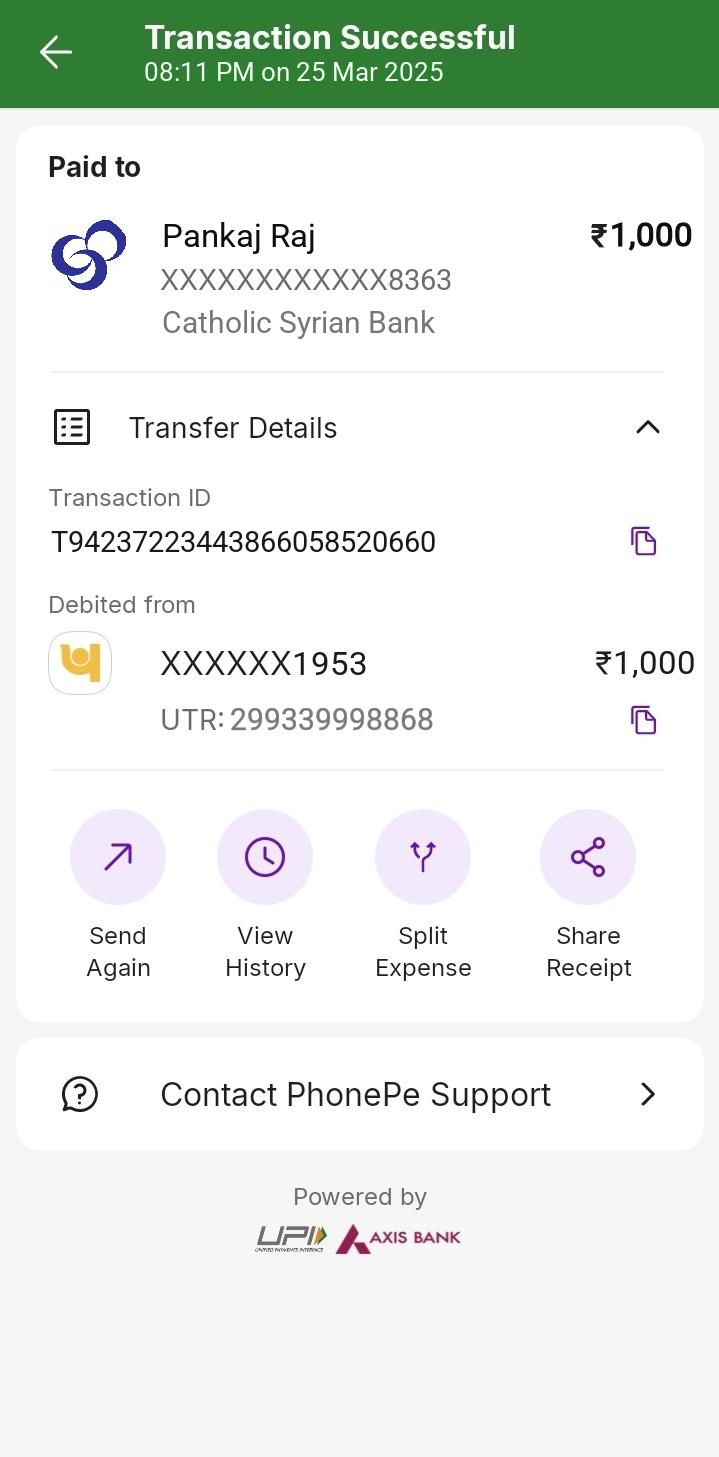 Transaction Successful
08:11 PM on 25 Mar 2025
Paid to
Pankaj Raj ₹1,000
XXXXXXXXXXXX8363
Catholic Syrian Bank
Transfer Details
Transaction ID
T94237223443866058520660
Debited from
XXXXXX1953 ₹1,000
UTR: 299339998868
Send Again
View History
Split Expense
Share Receipt
Contact PhonePe Support
Powered by
UPI AXIS BANK
UNIFIED PAYMENTS INTERFACE